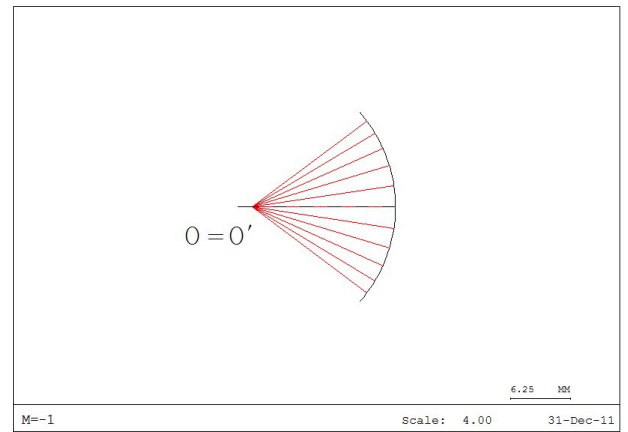 O = O′
6.25 MM
M=-1 Scale: 4.00 31-Dec-11